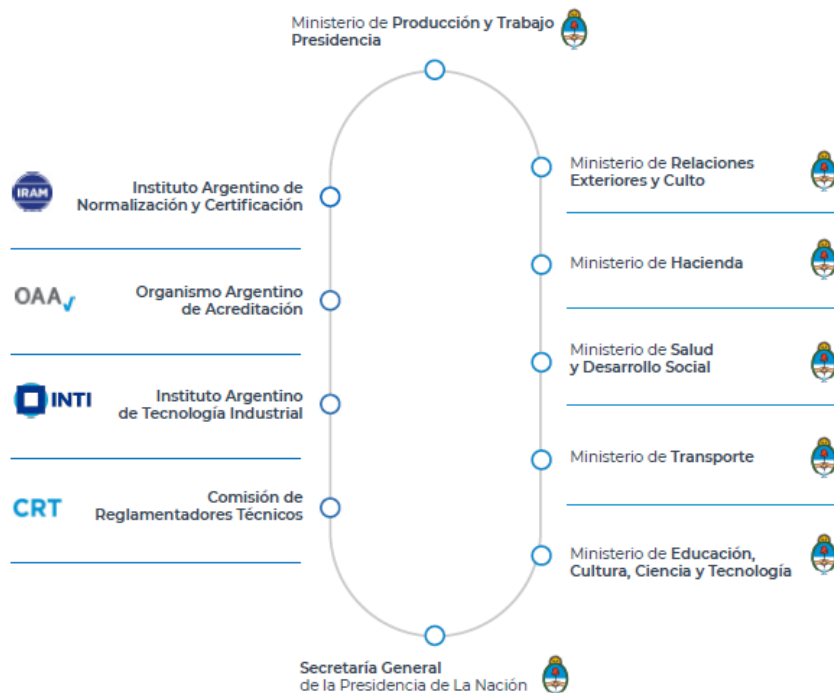 Ministerio de Producción y Trabajo
Presidencia
IRAM
Instituto Argentino de
Normalización y Certificación
OAA
Organismo Argentino
de Acreditación
INTI
Instituto Argentino
de Tecnología Industrial
CRT
Comisión de
Reglamentadores Técnicos
Ministerio de Relaciones
Exteriores y Culto
Ministerio de Hacienda
Ministerio de Salud
y Desarrollo Social
Ministerio de Transporte
Ministerio de Educación,
Cultura, Ciencia y Tecnología
Secretaría General
de la Presidencia de La Nación